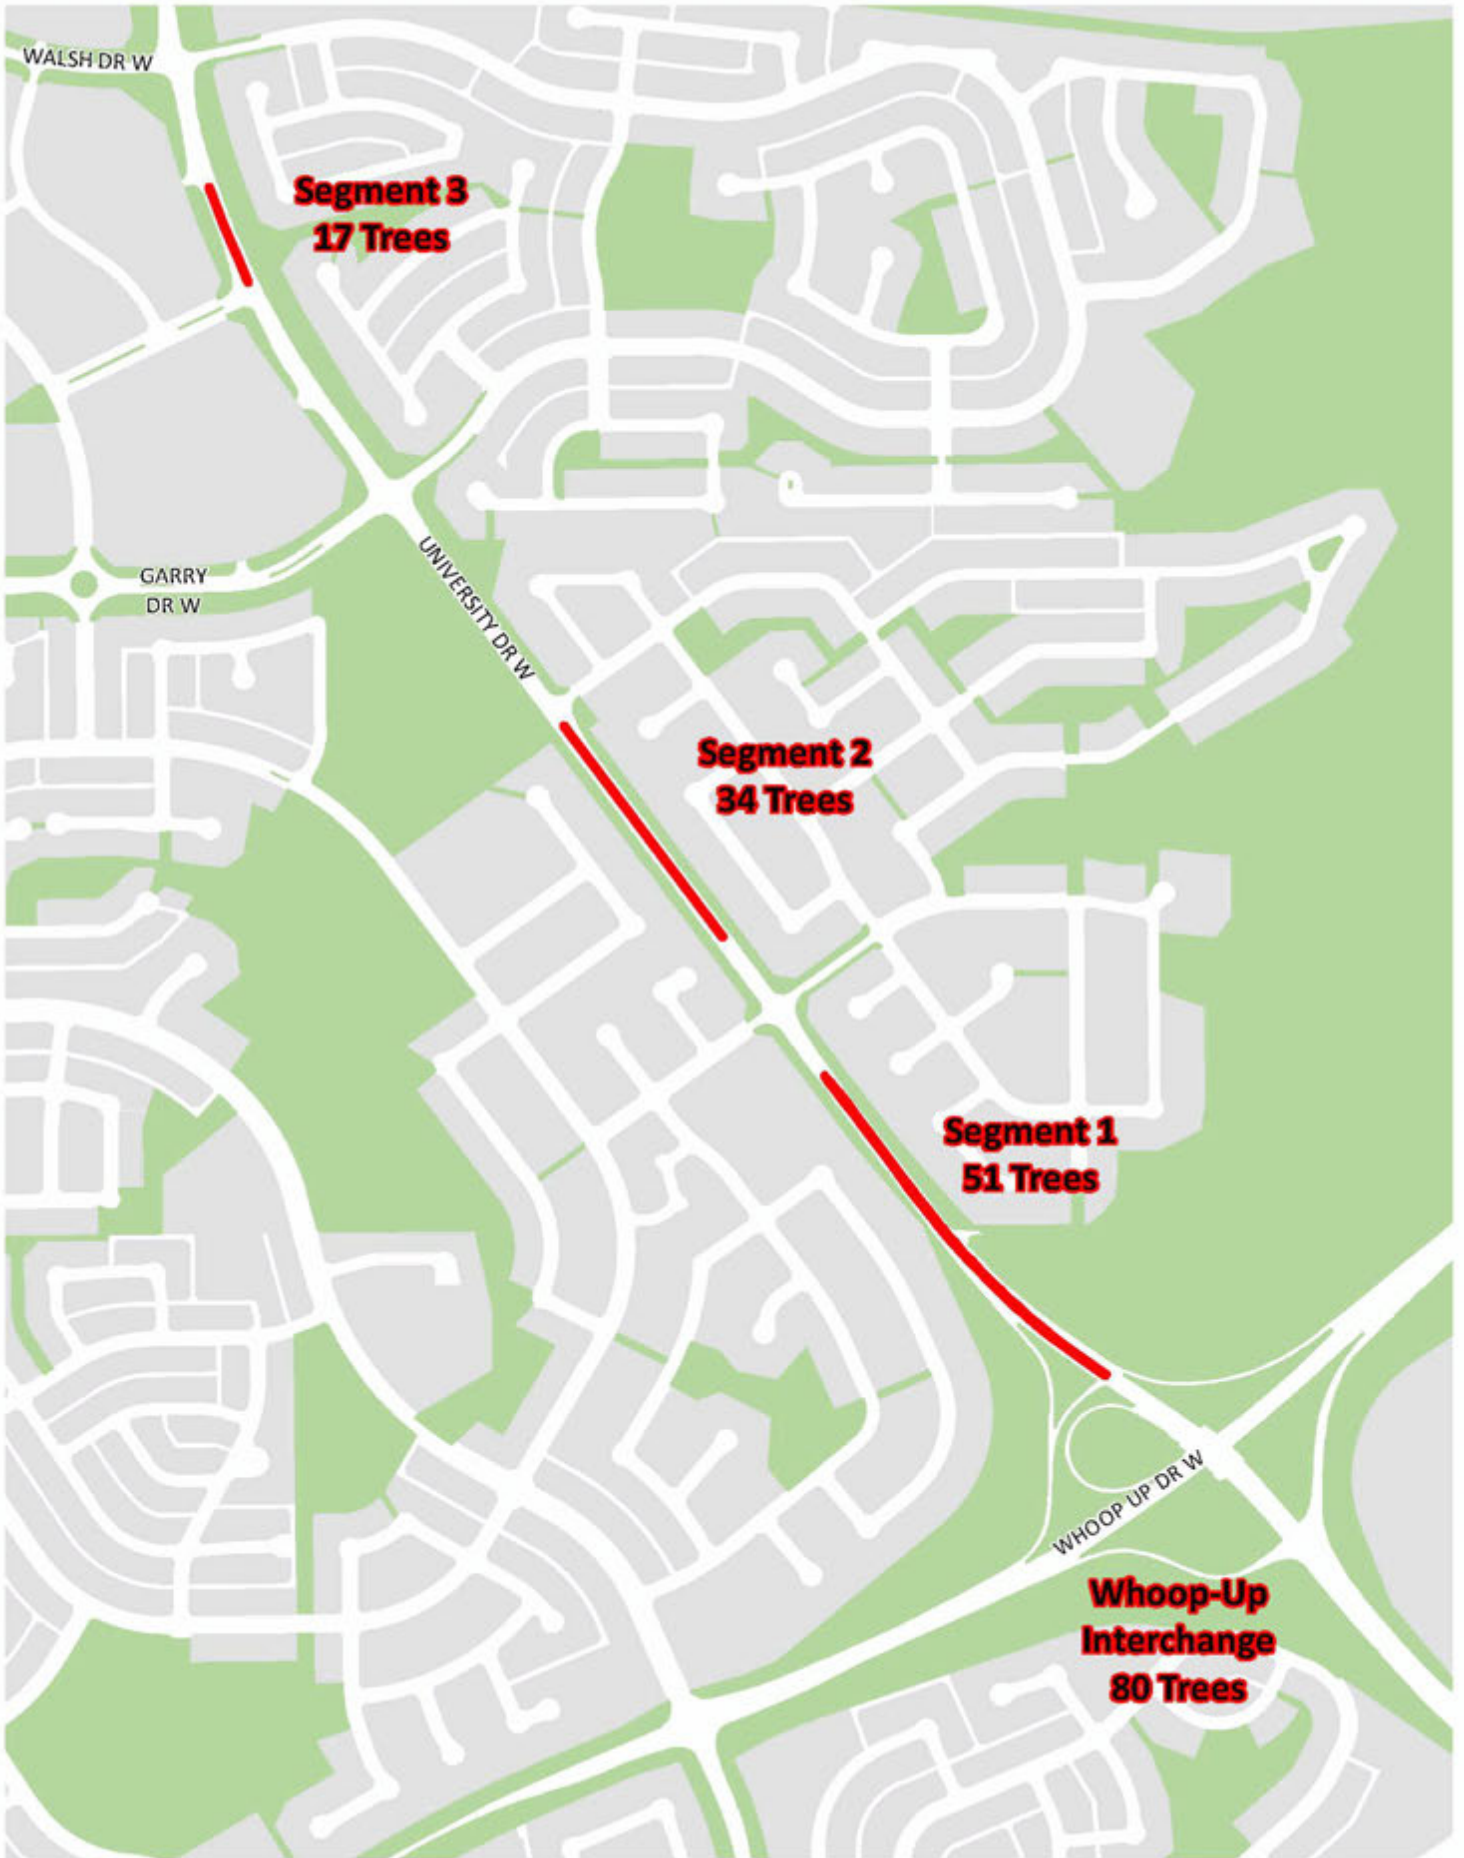 WALSH DR W
Segment 3
17 Trees
GARRY
DR W
UNIVERSITY DR W
Segment 2
34 Trees
Segment 1
51 Trees
WHOOP UP DR W
Whoop-Up
Interchange
80 Trees